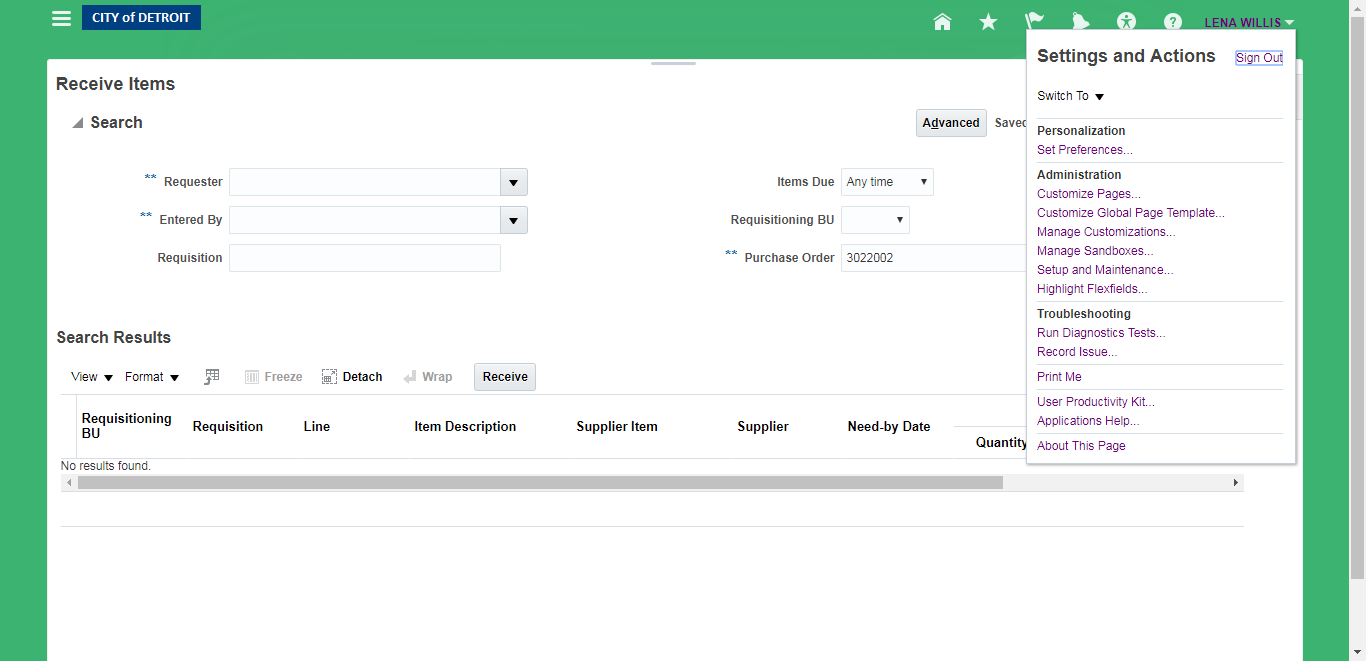 CITY of DETROIT
? LENA WILLIS
Settings and Actions Sign Out
Switch To
Personalization
Set Preferences...
Administration
Customize Pages...
Customize Global Page Template...
Manage Customizations...
Manage Sandboxes...
Setup and Maintenance...
Highlight Flexfields...
Troubleshooting
Run Diagnostics Tests...
Record Issue...
Print Me
User Productivity Kit...
Applications Help...
About This Page
Receive Items
Search
Advanced Saved
** Requester
** Entered By
Requisition
Items Due Any time
Requisitioning BU
** Purchase Order 3022002
Search Results
View Format Freeze Detach Wrap Receive
Requisitioning BU Requisition Line Item Description Supplier Item Supplier Need-by Date
Quantity
No results found.